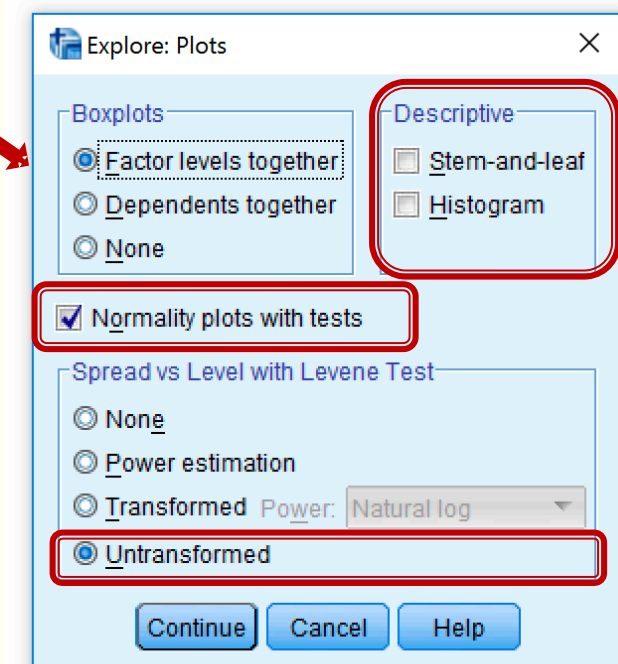 Explore: Plots
Boxplots
Factor levels together
Dependents together
None
Descriptive
Stem-and-leaf
Histogram
Normality plots with tests
Spread vs Level with Levene Test
None
Power estimation
Transformed Power: Natural log
Untransformed
Continue Cancel Help